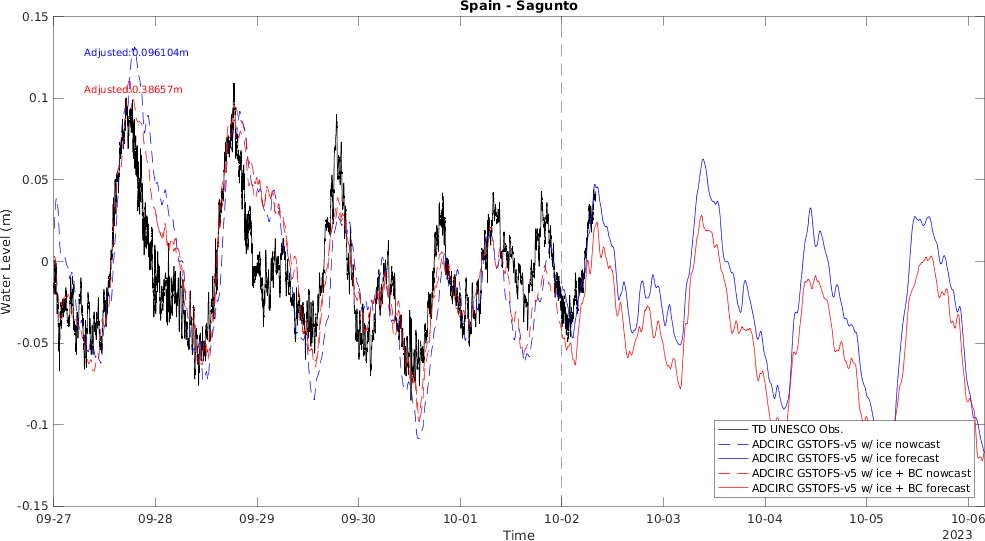 Spain - Sagunto
0.15
0.1
0.05
0
-0.05
-0.1
-0.15
Water Level (m)
Adjusted:0.096104m
Adjusted:0.38657m
TD UNESCO Obs.
ADCIRC GSTOFS-v5 w/ ice nowcast
ADCIRC GSTOFS-v5 w/ ice forecast
ADCIRC GSTOFS-v5 w/ ice + BC nowcast
ADCIRC GSTOFS-v5 w/ ice + BC forecast
09-27 09-28 09-29 09-30 10-01 10-02 10-03 10-04 10-05 10-06
Time
2023